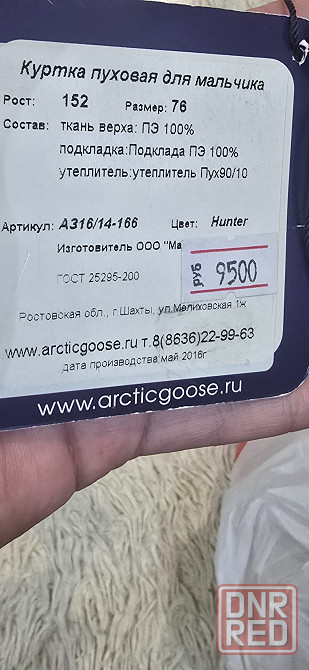 Куртка пуховая для мальчика
Рост: 152 Размер: 76
Состав: ткань верха: ПЭ 100%
подкладка:Подклада ПЭ 100%
утеплитель:утеплитель Пух90/10
Артикул: А316/14-166 Цвет: Hunter
Изготовитель ООО "Ма
РУБ 9500
ГОСТ 25295-200
Ростовская обл., г.Шахты, ул.Мелиховская 1ж
www.arcticgoose.ru т.8(8636)22-99-63
дата производства май 2016г
www.arcticgoose.ru
DNR
RED